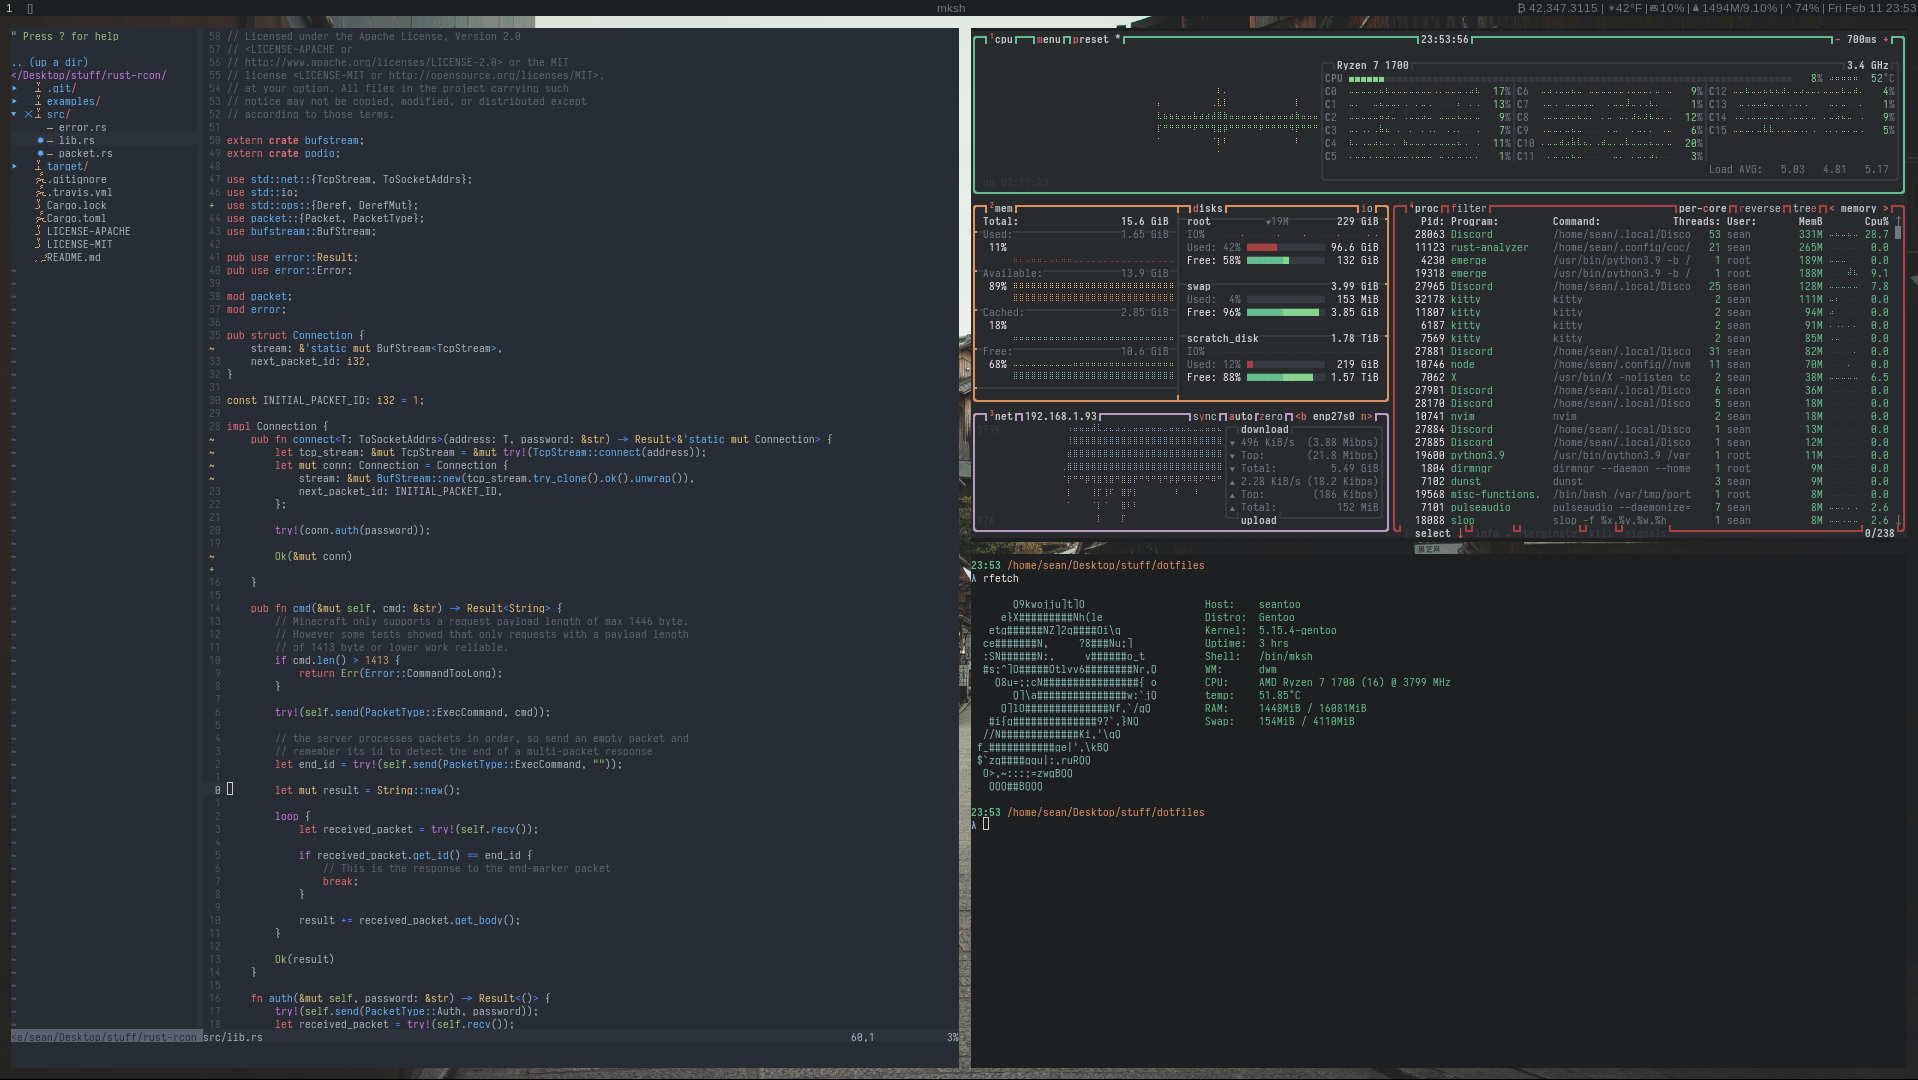 1 [] mksh ₿ 42,347.3115 | ☀42°F | 10% | 1494M/9.10% | ^ 74% | Fri Feb 11 23:53
" Press ? for help
.. (up a dir)
</Desktop/stuff/rust-rcon/
▸ .git/
▸ examples/
▾ ✕ src/
error.rs
lib.rs
packet.rs
▸ target/
.gitignore
.travis.yml
Cargo.lock
Cargo.toml
LICENSE-APACHE
LICENSE-MIT
README.md
<e/sean/Desktop/stuff/rust-rcon
58 // Licensed under the Apache License, Version 2.0
57 // <LICENSE-APACHE or
56 // http://www.apache.org/licenses/LICENSE-2.0> or the MIT
55 // license <LICENSE-MIT or http://opensource.org/licenses/MIT>,
54 // at your option. All files in the project carrying such
53 // notice may not be copied, modified, or distributed except
52 // according to those terms.
51
50 extern crate bufstream;
49 extern crate podio;
48
47 use std::net::{TcpStream, ToSocketAddrs};
46 use std::io;
+ use std::ops::{Deref, DerefMut};
44 use packet::{Packet, PacketType};
43 use bufstream::BufStream;
42
41 pub use error::Result;
40 pub use error::Error;
39
38 mod packet;
37 mod error;
36
35 pub struct Connection {
~ stream: &'static mut BufStream<TcpStream>,
33 next_packet_id: i32,
32 }
31
30 const INITIAL_PACKET_ID: i32 = 1;
29
28 impl Connection {
~ pub fn connect<T: ToSocketAddrs>(address: T, password: &str) -> Result<&'static mut Connection> {
~ let tcp_stream: &mut TcpStream = &mut try!(TcpStream::connect(address));
~ let mut conn: Connection = Connection {
~ stream: &mut BufStream::new(tcp_stream.try_clone().ok().unwrap()),
23 next_packet_id: INITIAL_PACKET_ID,
22 };
21
20 try!(conn.auth(password));
19
~ Ok(&mut conn)
+
16 }
15
14 pub fn cmd(&mut self, cmd: &str) -> Result<String> {
13 // Minecraft only supports a request payload length of max 1446 byte.
12 // However some tests showed that only requests with a payload length
11 // of 1413 byte or lower work reliable.
10 if cmd.len() > 1413 {
9 return Err(Error::CommandTooLong);
8 }
7
6 try!(self.send(PacketType::ExecCommand, cmd));
5
4 // the server processes packets in order, so send an empty packet and
3 // remember its id to detect the end of a multi-packet response
2 let end_id = try!(self.send(PacketType::ExecCommand, ""));
1
0 let mut result = String::new();
1
2 loop {
3 let received_packet = try!(self.recv());
4
5 if received_packet.get_id() == end_id {
6 // This is the response to the end-marker packet
7 break;
8 }
9
10 result += received_packet.get_body();
11 }
12
13 Ok(result)
14 }
15
16 fn auth(&mut self, password: &str) -> Result<()> {
17 try!(self.send(PacketType::Auth, password));
18 let received_packet = try!(self.recv());
src/lib.rs 60,1 3%
¹cpu menu preset * 23:53:56 - 700ms +
Ryzen 7 1700 3.4 GHz
CPU 8% 52°C
C0 17% C6 9% C12 4%
C1 13% C7 1% C13 1%
C2 9% C8 12% C14 9%
C3 7% C9 6% C15 5%
C4 11% C10 20%
C5 1% C11 3%
Load AVG: 5.03 4.81 5.17
up 03:11:25
²mem
Total: 15.6 GiB
Used: 1.65 GiB
11%
Available: 13.9 GiB
89%
Cached: 2.85 GiB
18%
Free: 10.6 GiB
68%
disks io
root ▼19M 229 GiB
IO%
Used: 42% 96.6 GiB
Free: 58% 132 GiB
swap 3.99 GiB
Used: 4% 153 MiB
Free: 96% 3.85 GiB
scratch_disk 1.78 TiB
IO%
Used: 12% 219 GiB
Free: 88% 1.57 TiB
³net 192.168.1.93 sync auto zero <b enp27s0 n>
download
▼ 496 KiB/s (3.88 Mibps)
▼ Top: (21.8 Mibps)
▼ Total: 5.49 GiB
▲ 2.28 KiB/s (18.2 Kibps)
▲ Top: (186 Kibps)
▲ Total: 152 MiB
upload
⁴proc filter per-core reverse tree < memory >
Pid: Program: Command: Threads: User: MemB Cpu% ↑
28063 Discord /home/sean/.local/Disco 53 sean 331M 28.7
11123 rust-analyzer /home/sean/.config/coc/ 21 sean 265M 0.0
4230 emerge /usr/bin/python3.9 -b / 1 root 189M 0.0
19318 emerge /usr/bin/python3.9 -b / 1 root 188M 9.1
27965 Discord /home/sean/.local/Disco 25 sean 128M 7.8
32178 kitty kitty 2 sean 111M 0.0
11807 kitty kitty 2 sean 94M 0.0
6187 kitty kitty 2 sean 91M 0.0
7569 kitty kitty 2 sean 85M 0.0
27881 Discord /home/sean/.local/Disco 31 sean 82M 0.0
10746 node /home/sean/.config//nvm 11 sean 70M 0.0
7062 X /usr/bin/X -nolisten tc 2 sean 38M 6.5
27981 Discord /home/sean/.local/Disco 6 sean 36M 0.0
28170 Discord /home/sean/.local/Disco 5 sean 18M 0.0
10741 nvim nvim 2 sean 18M 0.0
27884 Discord /home/sean/.local/Disco 1 sean 13M 0.0
27885 Discord /home/sean/.local/Disco 1 sean 12M 0.0
19600 python3.9 /usr/bin/python3.9 /var 1 root 11M 0.0
1804 dirmngr dirmngr --daemon --home 1 root 9M 0.0
7102 dunst dunst 3 sean 9M 0.0
19568 misc-functions. /bin/bash /var/tmp/port 1 root 8M 0.0
7101 pulseaudio pulseaudio --daemonize= 7 sean 8M 2.6
18088 slop slop -f %x,%y,%w,%h 1 sean 8M 2.6 ↓
↑ select ↓ info terminate kill signals 0/238
23:53 /home/sean/Desktop/stuff/dotfiles
λ rfetch
Host: seantoo
Distro: Gentoo
Kernel: 5.15.4-gentoo
Uptime: 3 hrs
Shell: /bin/mksh
WM: dwm
CPU: AMD Ryzen 7 1700 (16) @ 3799 MHz
temp: 51.85°C
RAM: 1448MiB / 16081MiB
Swap: 154MiB / 4110MiB
23:53 /home/sean/Desktop/stuff/dotfiles
λ